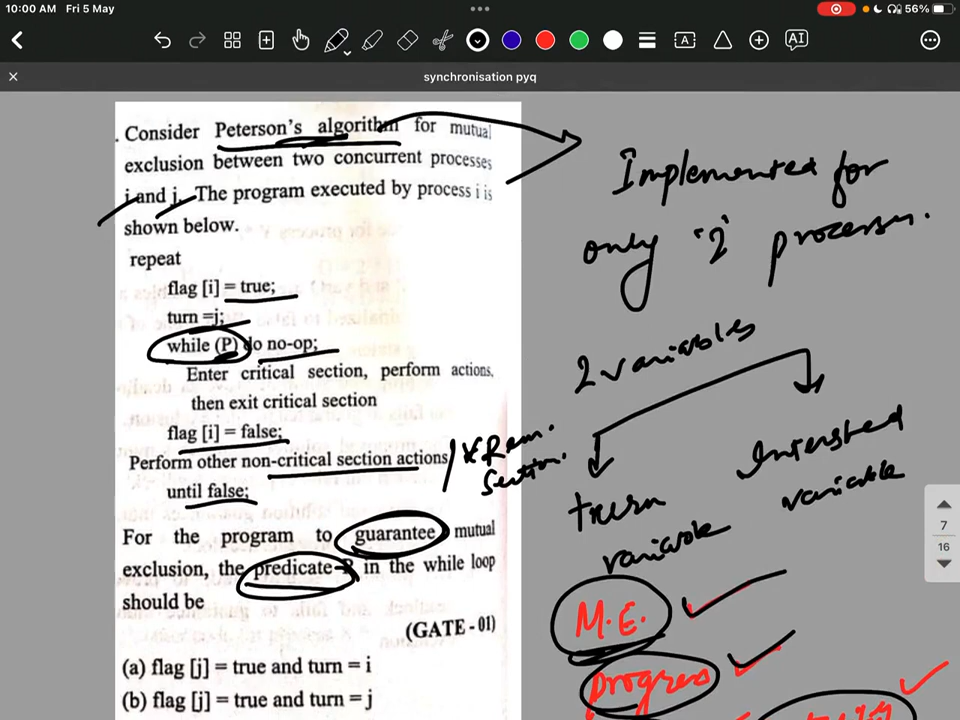 10:00 AM Fri 5 May
56%
A
AI
synchronisation pyq
. Consider Peterson's algorithm for mutual
exclusion between two concurrent processes
i and j. The program executed by process i is
shown below.
repeat
flag [i] = true;
turn =j;
while (P) do no-op;
Enter critical section, perform actions,
then exit critical section
flag [i] = false;
Perform other non-critical section actions
until false;
For the program to guarantee mutual
exclusion, the predicate P in the while loop
should be
(GATE - 01)
(a) flag [j] = true and turn = i
(b) flag [j] = true and turn = j
Implemented for
only '2' processes.
2 variables
Rem.
Section.
turn
variable
variable
M.E.
progress
7
16